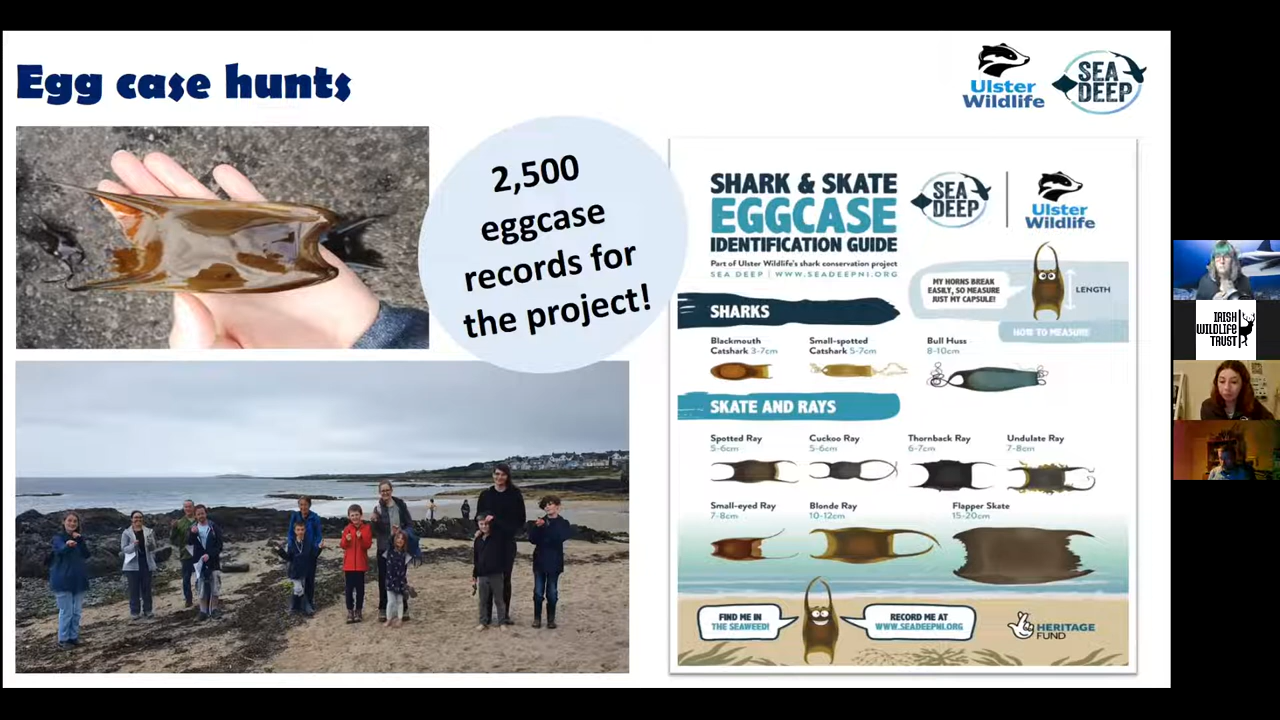 Egg case hunts
Ulster
Wildlife
SEA
DEEP
2,500
eggcase
records for
the project!
SHARK & SKATE
EGGCASE
IDENTIFICATION GUIDE
Part of Ulster Wildlife's shark conservation project
SEA DEEP | WWW.SEADEEPNI.ORG
SEA
DEEP
Ulster
Wildlife
MY HORNS BREAK
EASILY, SO MEASURE
JUST MY CAPSULE!
LENGTH
HOW TO MEASURE
SHARKS
Blackmouth
Catshark 3-7cm
Small-spotted
Catshark 5-7cm
Bull Huss
8-10cm
SKATE AND RAYS
Spotted Ray
5-6cm
Cuckoo Ray
5-6cm
Thornback Ray
6-7cm
Undulate Ray
7-8cm
Small-eyed Ray
7-8cm
Blonde Ray
10-12cm
Flapper Skate
15-20cm
FIND ME IN
THE SEAWEED!
RECORD ME AT
WWW.SEADEEPNI.ORG
HERITAGE
FUND
IRISH
WILDLIFE
TRUST